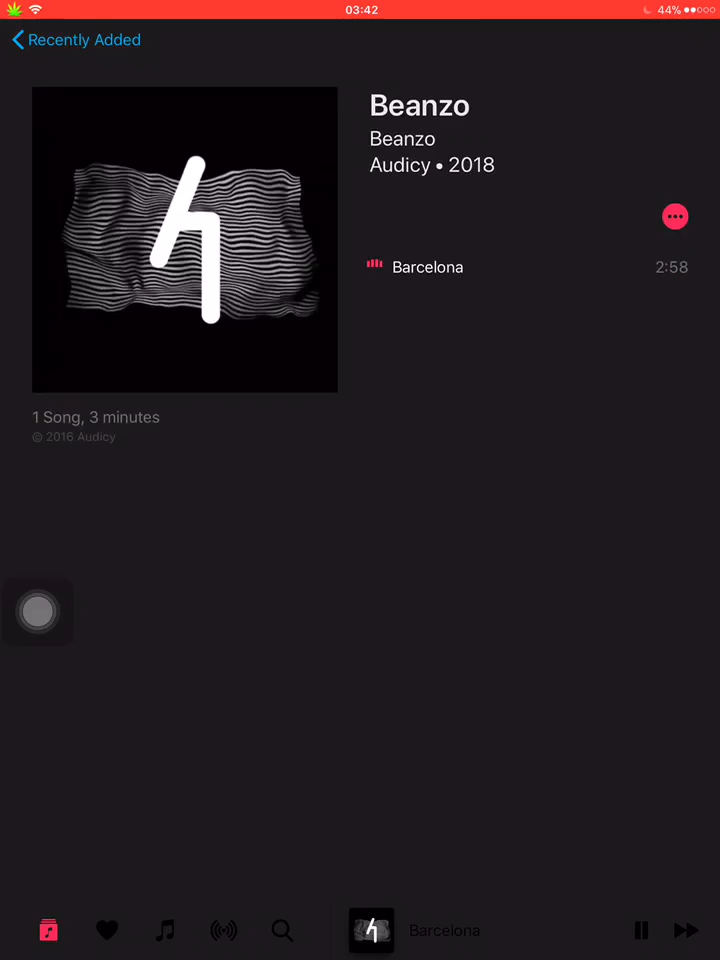 03:42
44%
Recently Added
Beanzo
Beanzo
Audicy • 2018
Barcelona
2:58
1 Song, 3 minutes
© 2016 Audicy
Barcelona